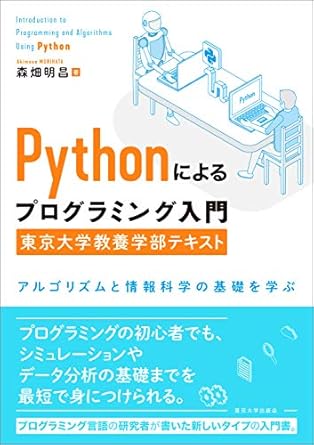 Introduction to
Programming and Algorithms
Using Python
Akimasa MORIHATA
森畑明昌 著
Pythonによる
プログラミング入門
東京大学教養学部テキスト
アルゴリズムと情報科学の基礎を学ぶ
プログラミングの初心者でも、
シミュレーションや
データ分析の基礎までを
最短で身につけられる。
東京大学出版会
プログラミング言語の研究者が書いた新しいタイプの入門書。